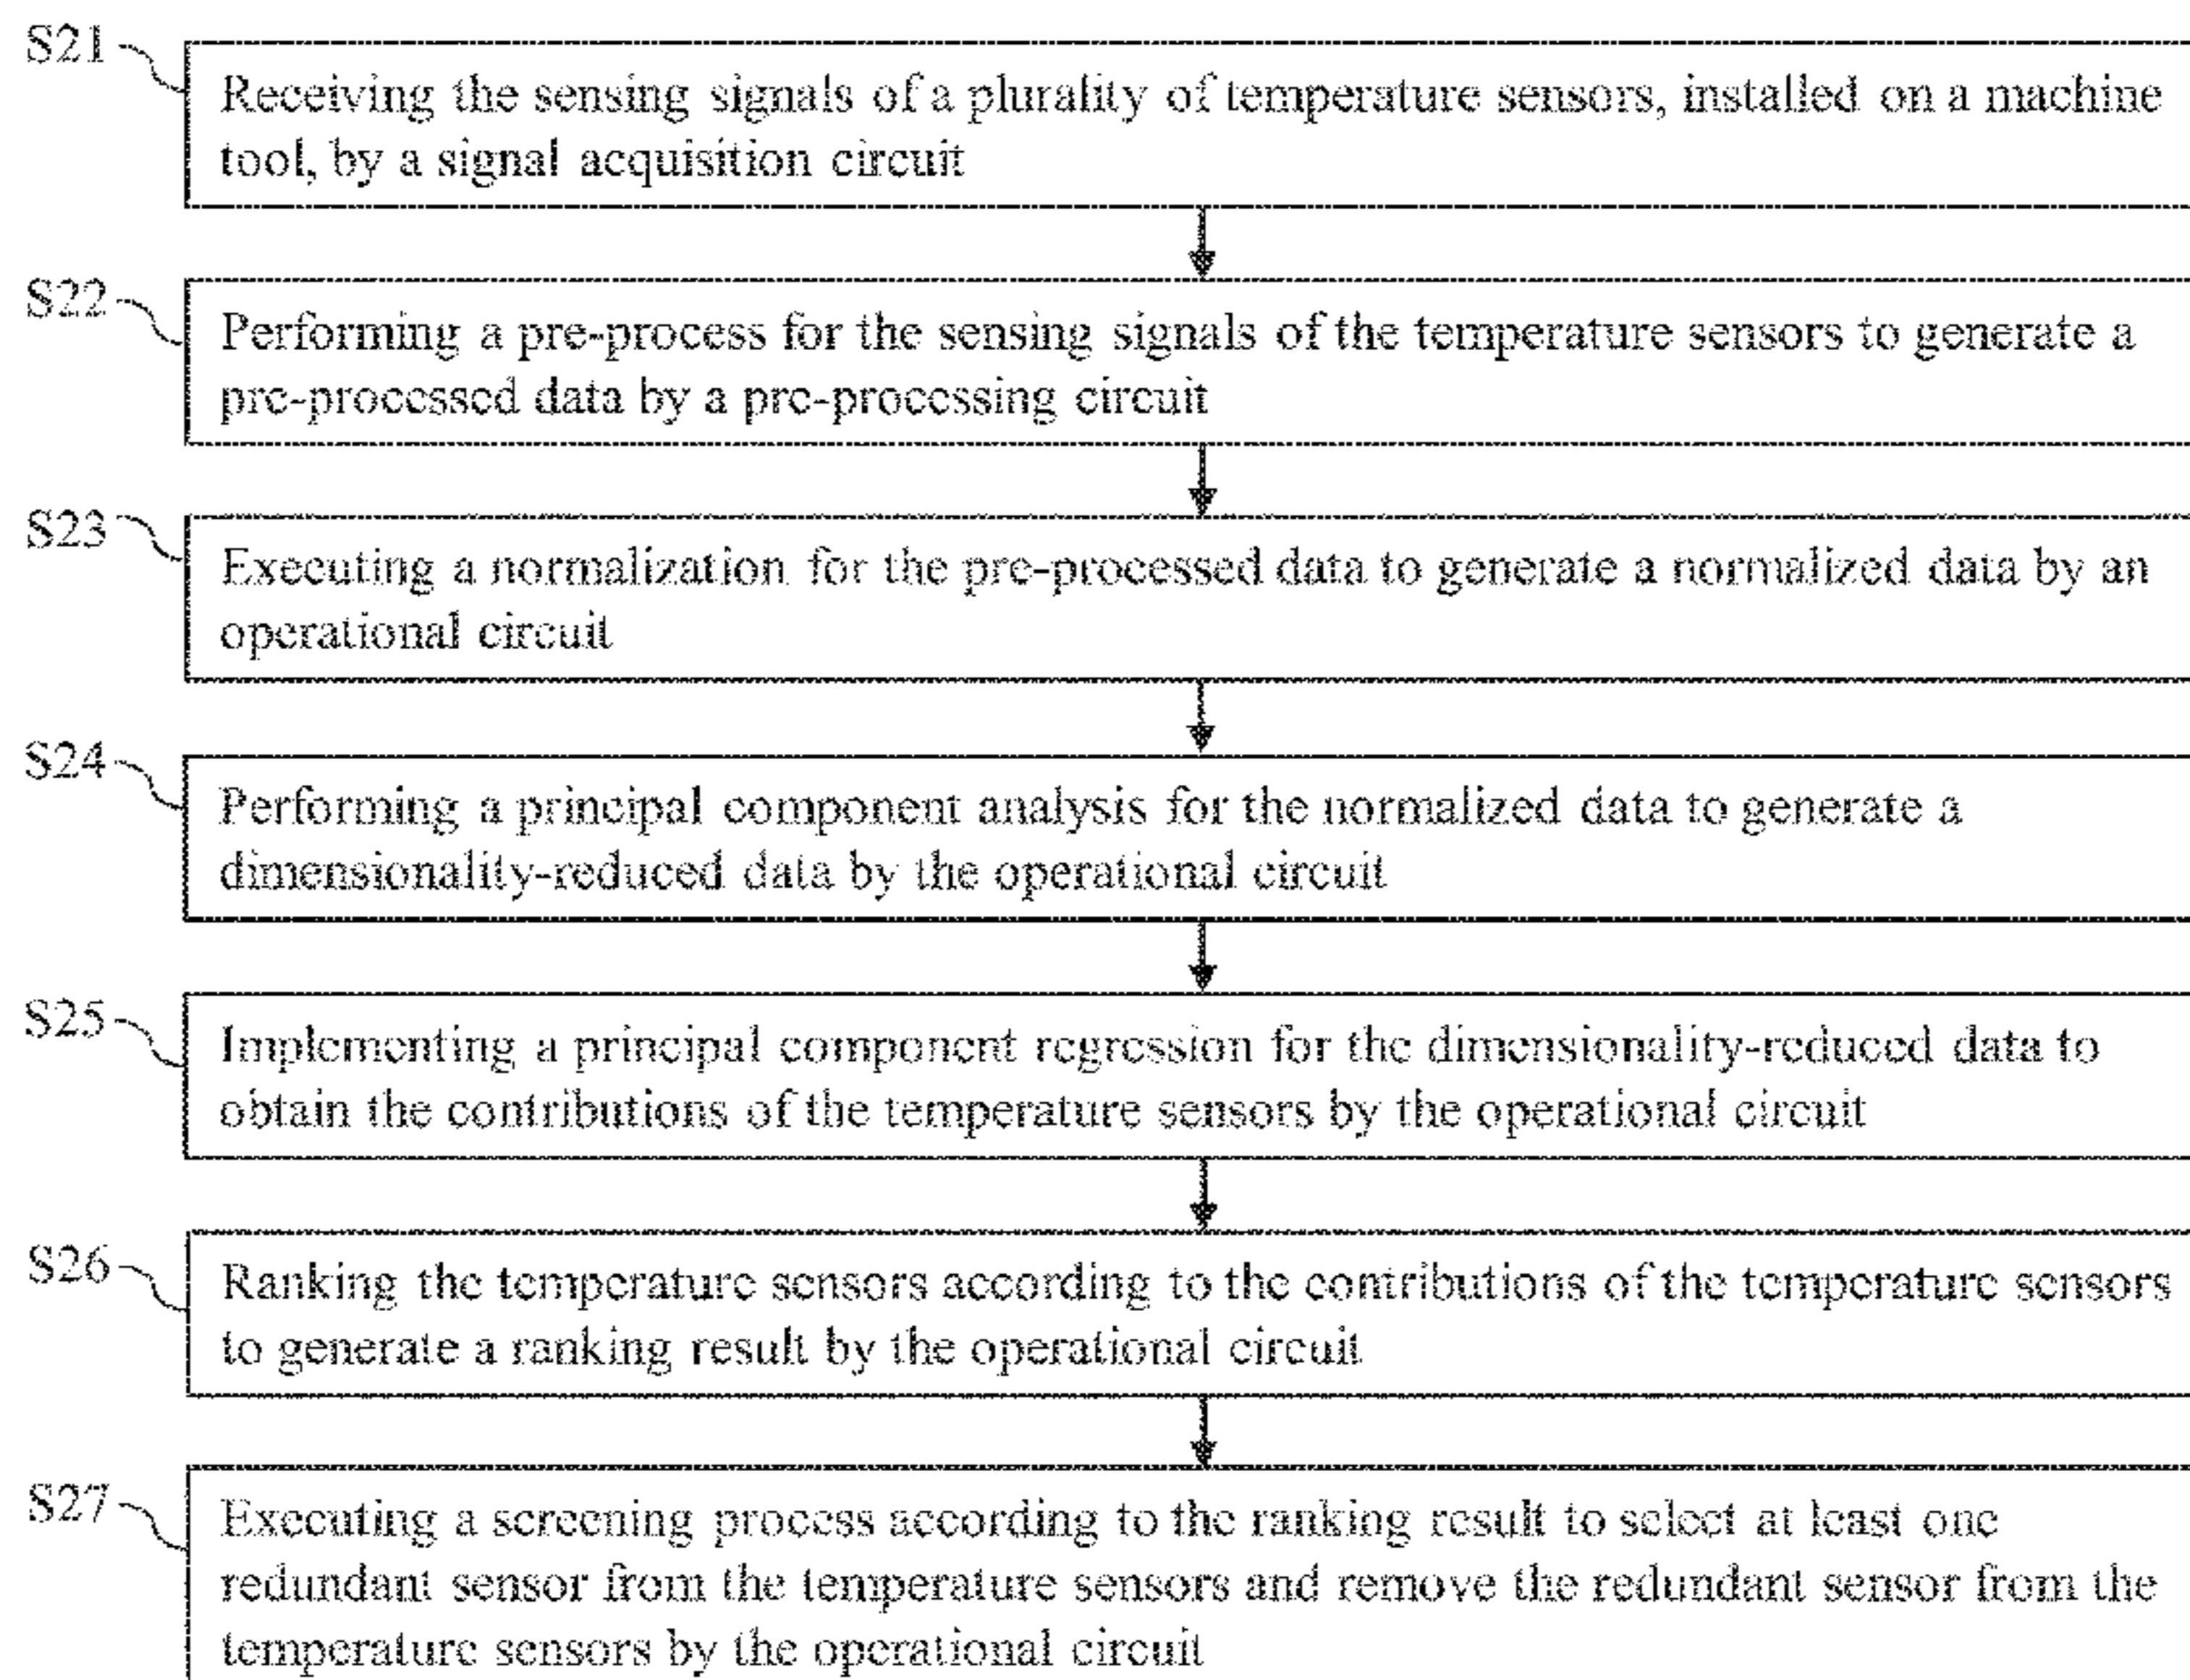 S21
Receiving the sensing signals of a plurality of temperature sensors, installed on a machine
tool, by a signal acquisition circuit
S22
Performing a pre-process for the sensing signals of the temperature sensors to generate a
pre-processed data by a pre-processing circuit
S23
Executing a normalization for the pre-processed data to generate a normalized data by an
operational circuit
S24
Performing a principal component analysis for the normalized data to generate a
dimensionality-reduced data by the operational circuit
S25
Implementing a principal component regression for the dimensionality-reduced data to
obtain the contributions of the temperature sensors by the operational circuit
S26
Ranking the temperature sensors according to the contributions of the temperature sensors
to generate a ranking result by the operational circuit
S27
Executing a screening process according to the ranking result to select at least one
redundant sensor from the temperature sensors and remove the redundant sensor from the
temperature sensors by the operational circuit